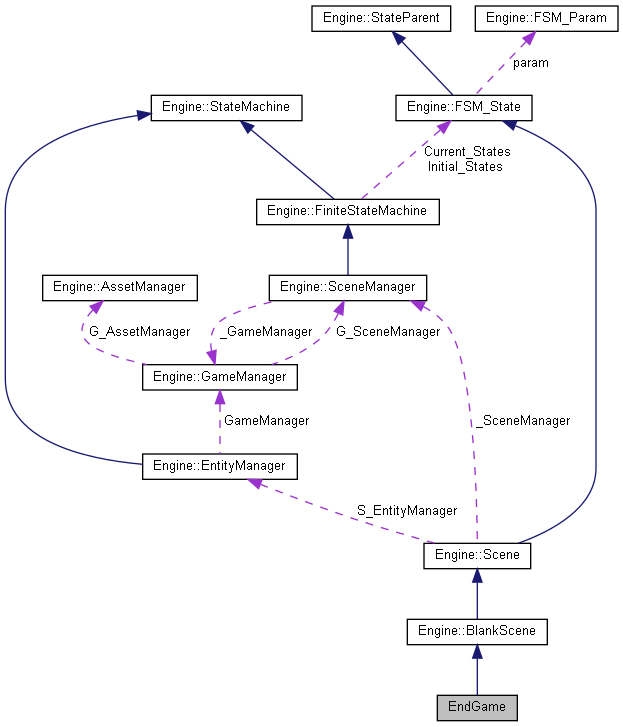 Engine::StateParent
Engine::FSM_Param
param
Engine::StateMachine
Engine::FSM_State
Current_States
Initial_States
Engine::FiniteStateMachine
Engine::AssetManager
Engine::SceneManager
G_AssetManager
_GameManager
G_SceneManager
Engine::GameManager
GameManager
_SceneManager
Engine::EntityManager
S_EntityManager
Engine::Scene
Engine::BlankScene
EndGame